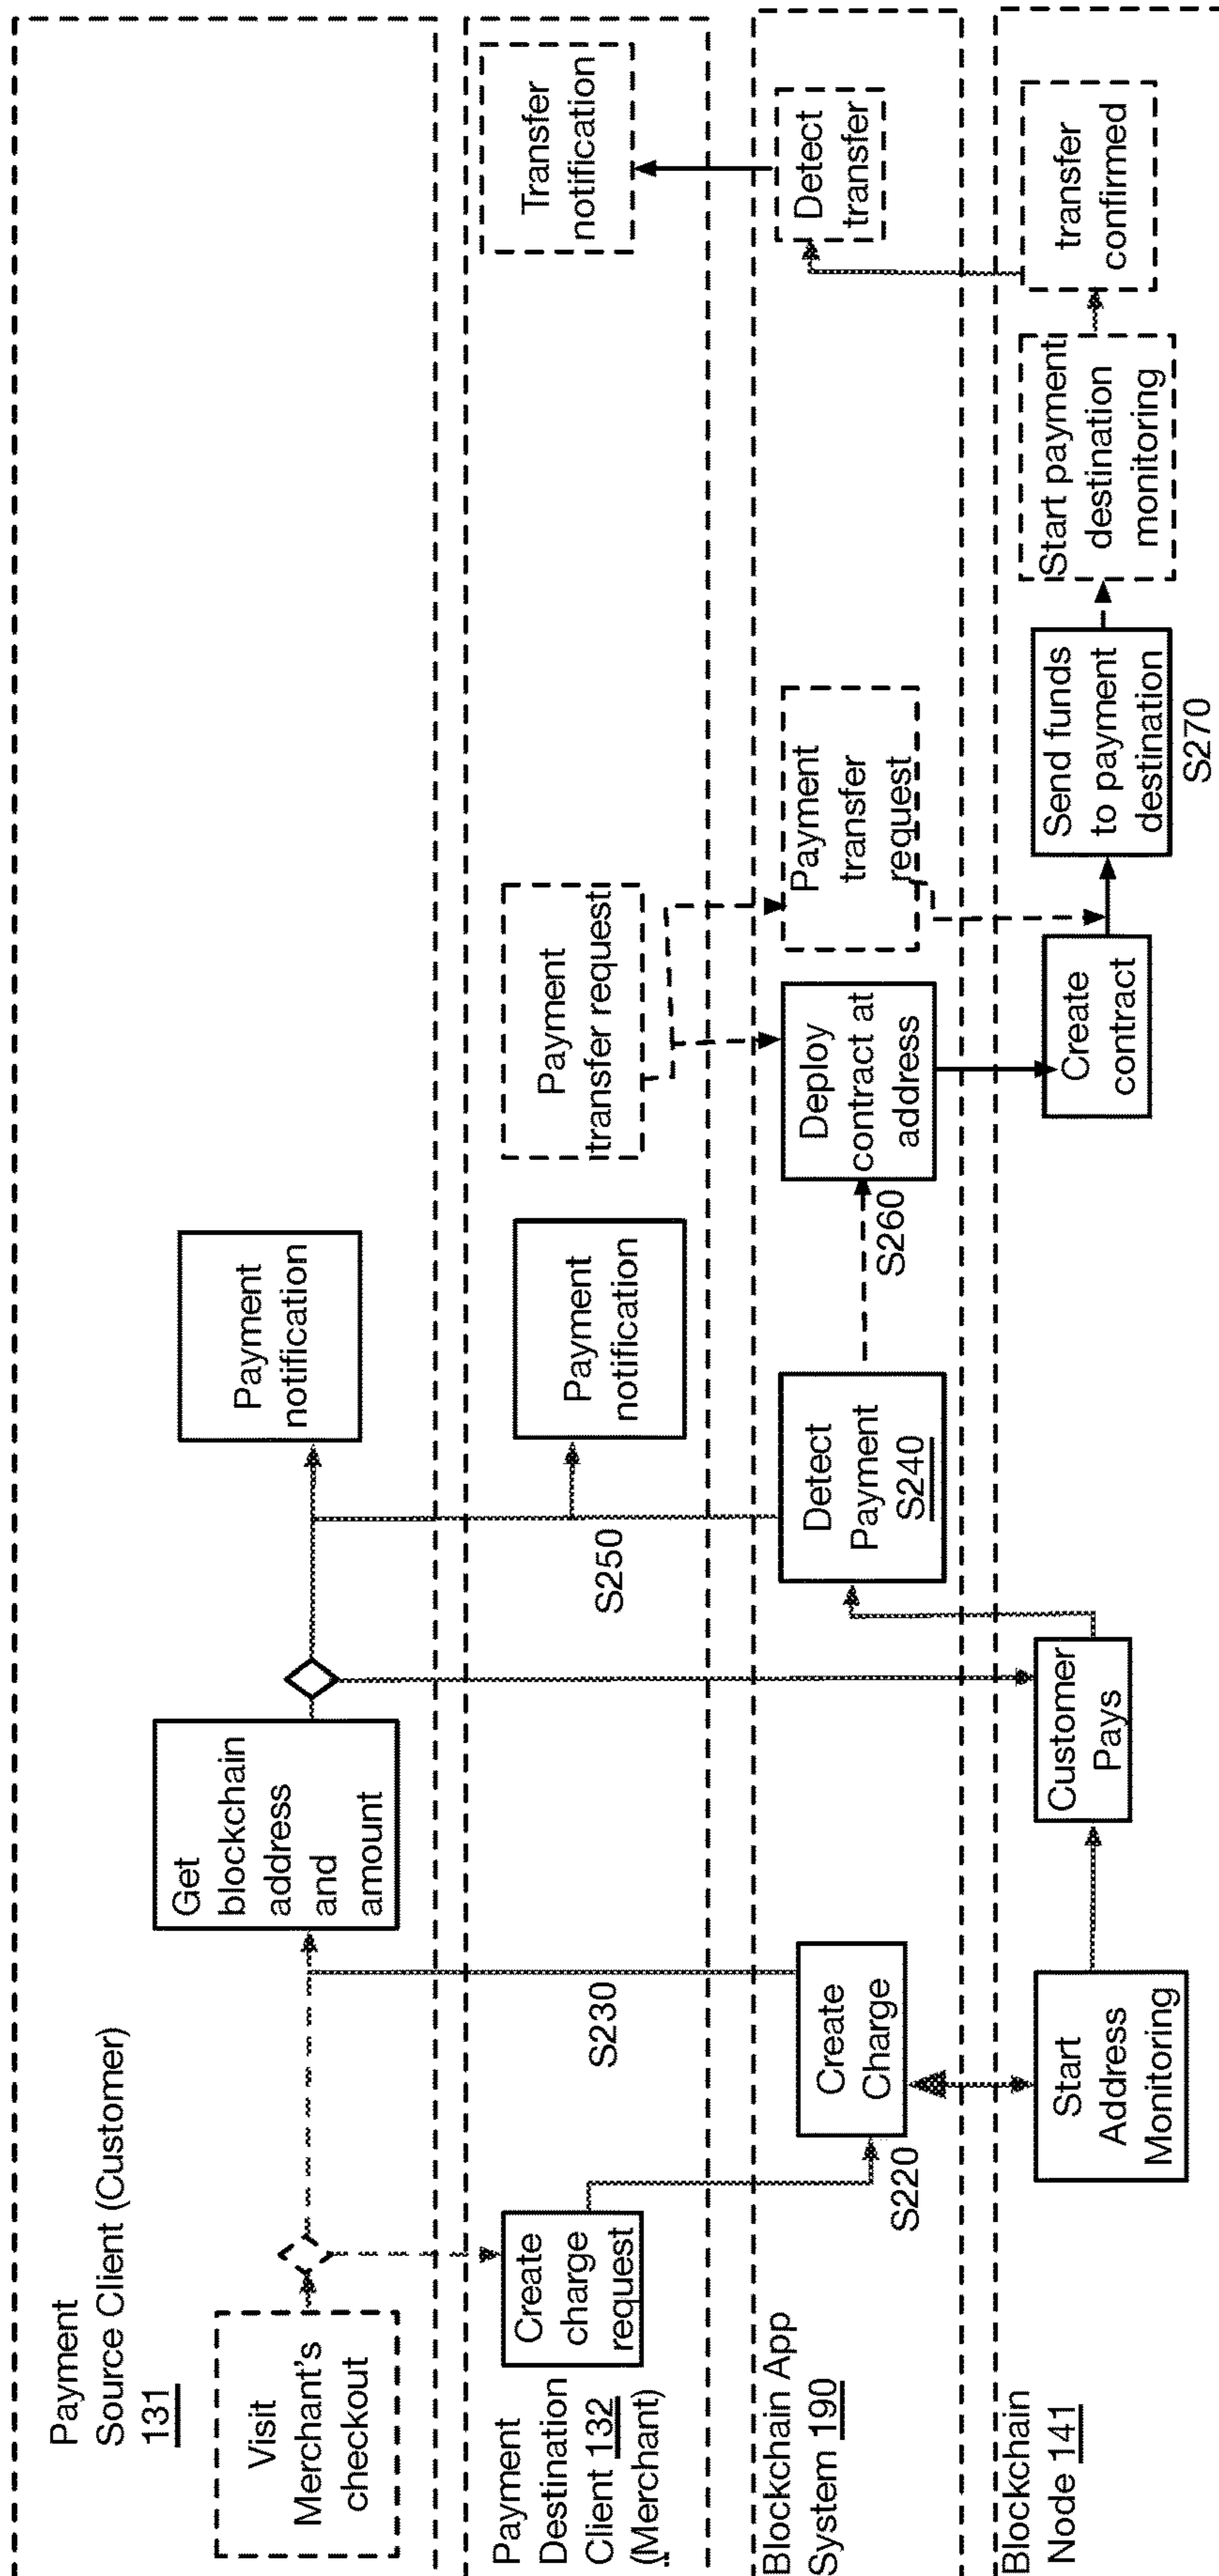 Payment
Source Client (Customer)
131
Visit
Merchant's
checkout
Get
blockchain
address
and
amount
Payment
notification
Payment
Destination
Client 132
(Merchant)
Create
charge
request
S230
S250
Payment
notification
Payment
transfer request
Transfer
notification
Blockchain App
System 190
S220
Create
Charge
Detect
Payment
S240
S260
Deploy
contract at
address
Payment
transfer
request
Detect
transfer
Blockchain
Node 141
Start
Address
Monitoring
Customer
Pays
Create
contract
Send funds
to payment
destination
S270
Start payment
destination
monitoring
transfer
confirmed